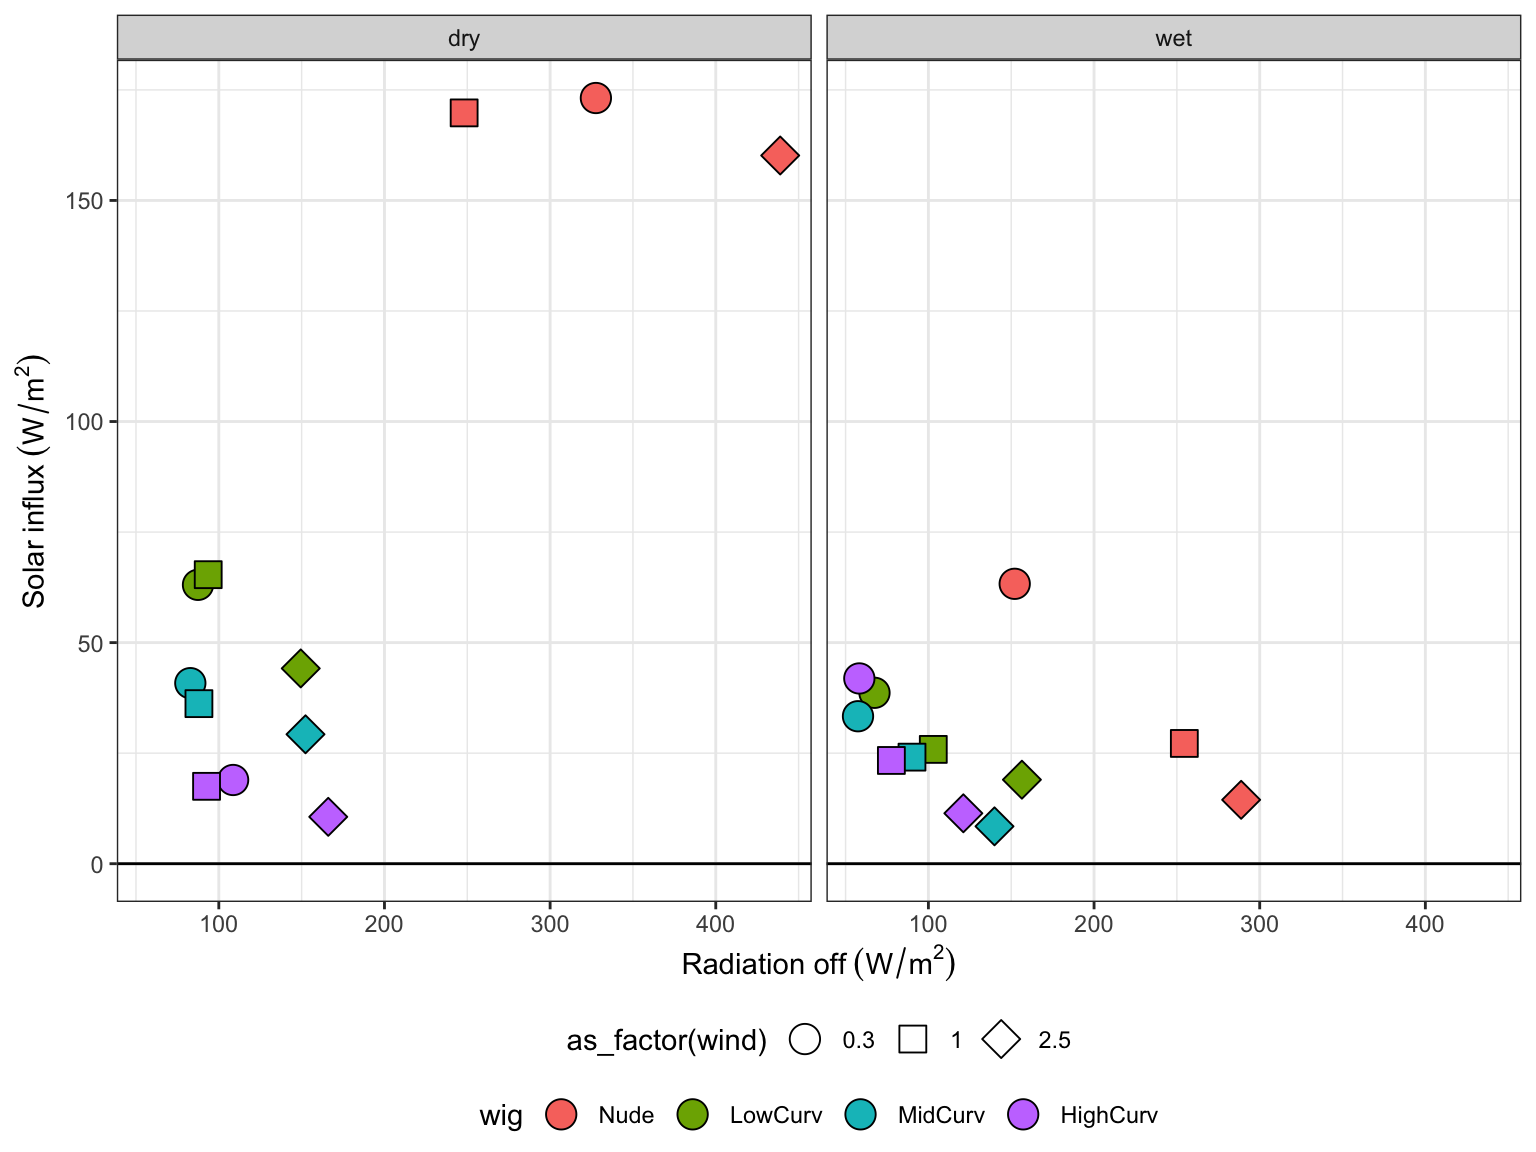 dry wet
150
100
50
0
Solar influx (W/m²)
100 200 300 400 100 200 300 400
Radiation off (W/m²)
as_factor(wind) 0.3 1 2.5
wig Nude LowCurv MidCurv HighCurv